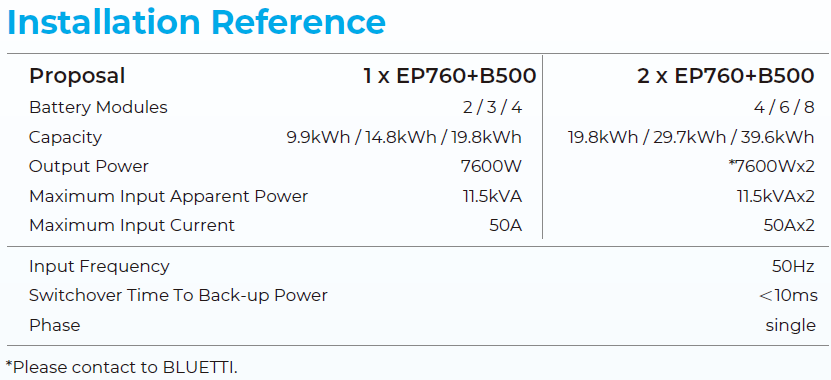 Installation Reference
Proposal 1 x EP760+B500 2 x EP760+B500
Battery Modules 2 / 3 / 4 4 / 6 / 8
Capacity 9.9kWh / 14.8kWh / 19.8kWh 19.8kWh / 29.7kWh / 39.6kWh
Output Power 7600W *7600Wx2
Maximum Input Apparent Power 11.5kVA 11.5kVAx2
Maximum Input Current 50A 50Ax2
Input Frequency 50Hz
Switchover Time To Back-up Power <10ms
Phase single
*Please contact to BLUETTI.